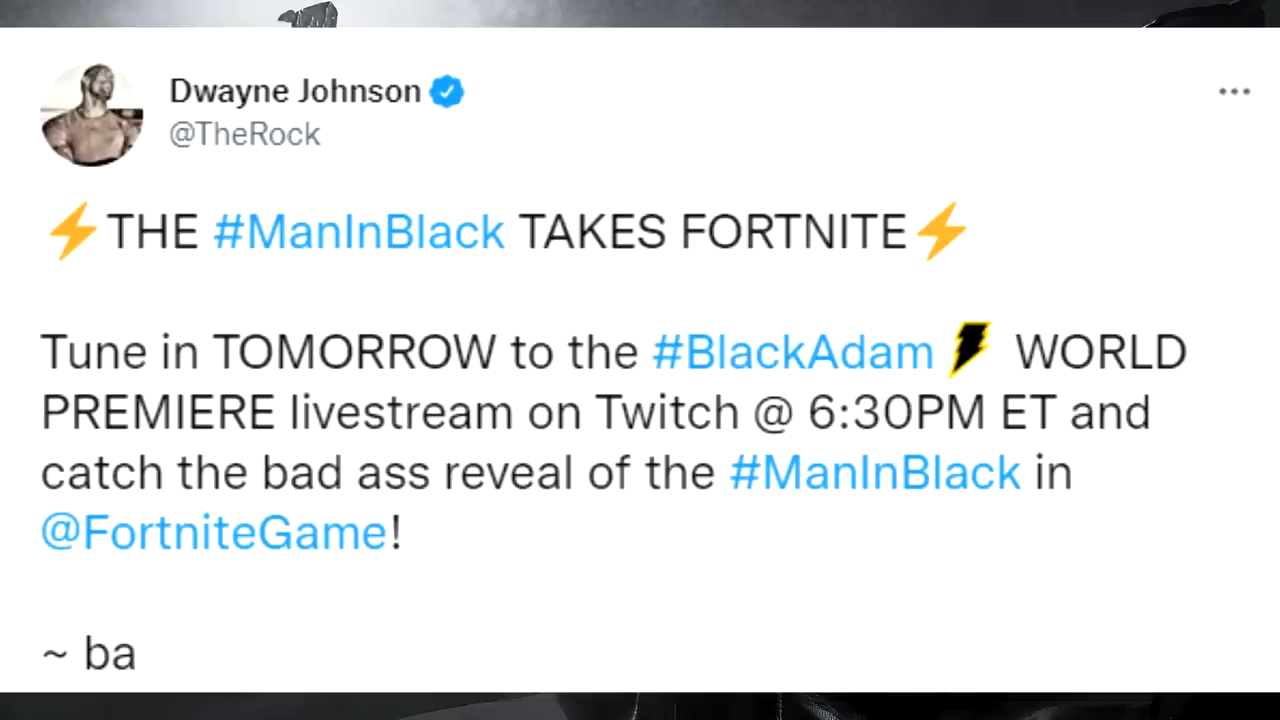 Dwayne Johnson
@TheRock
⚡THE #ManInBlack TAKES FORTNITE⚡
Tune in TOMORROW to the #BlackAdam WORLD
PREMIERE livestream on Twitch @ 6:30PM ET and
catch the bad ass reveal of the #ManInBlack in
@FortniteGame!
~ ba